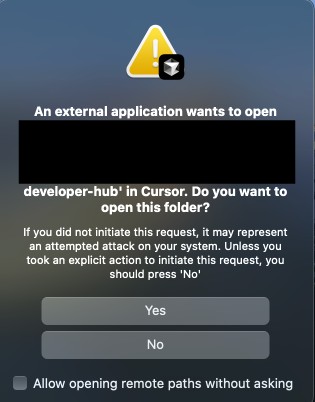 An external application wants to open
developer-hub' in Cursor. Do you want to
open this folder?
If you did not initiate this request, it may represent
an attempted attack on your system. Unless you
took an explicit action to initiate this request, you
should press 'No'
Yes
No
Allow opening remote paths without asking